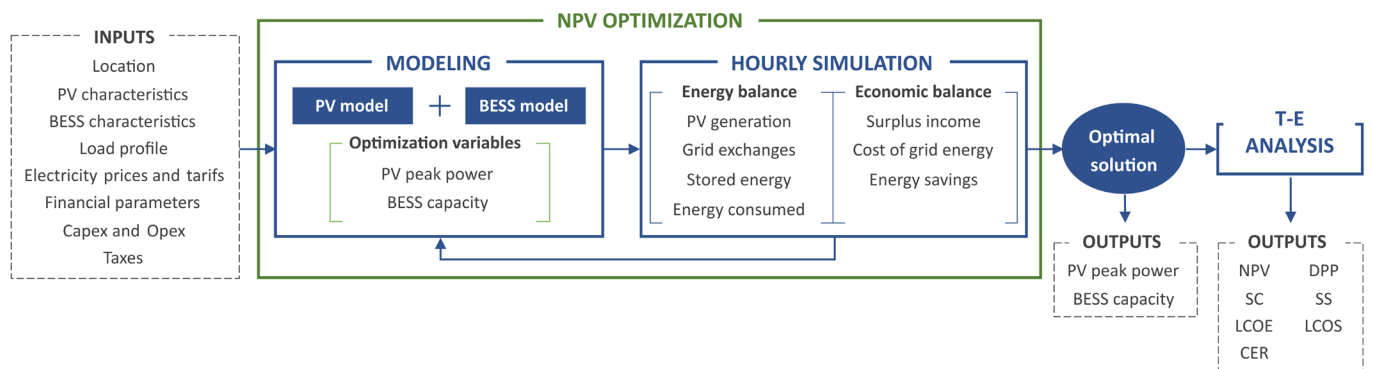 NPV OPTIMIZATION
INPUTS
Location
PV characteristics
BESS characteristics
Load profile
Electricity prices and tarifs
Financial parameters
Capex and Opex
Taxes
MODELING
PV model + BESS model
Optimization variables
PV peak power
BESS capacity
HOURLY SIMULATION
Energy balance
PV generation
Grid exchanges
Stored energy
Energy consumed
Economic balance
Surplus income
Cost of grid energy
Energy savings
Optimal
solution
OUTPUTS
PV peak power
BESS capacity
T-E
ANALYSIS
OUTPUTS
NPV DPP
SC SS
LCOE LCOS
CER